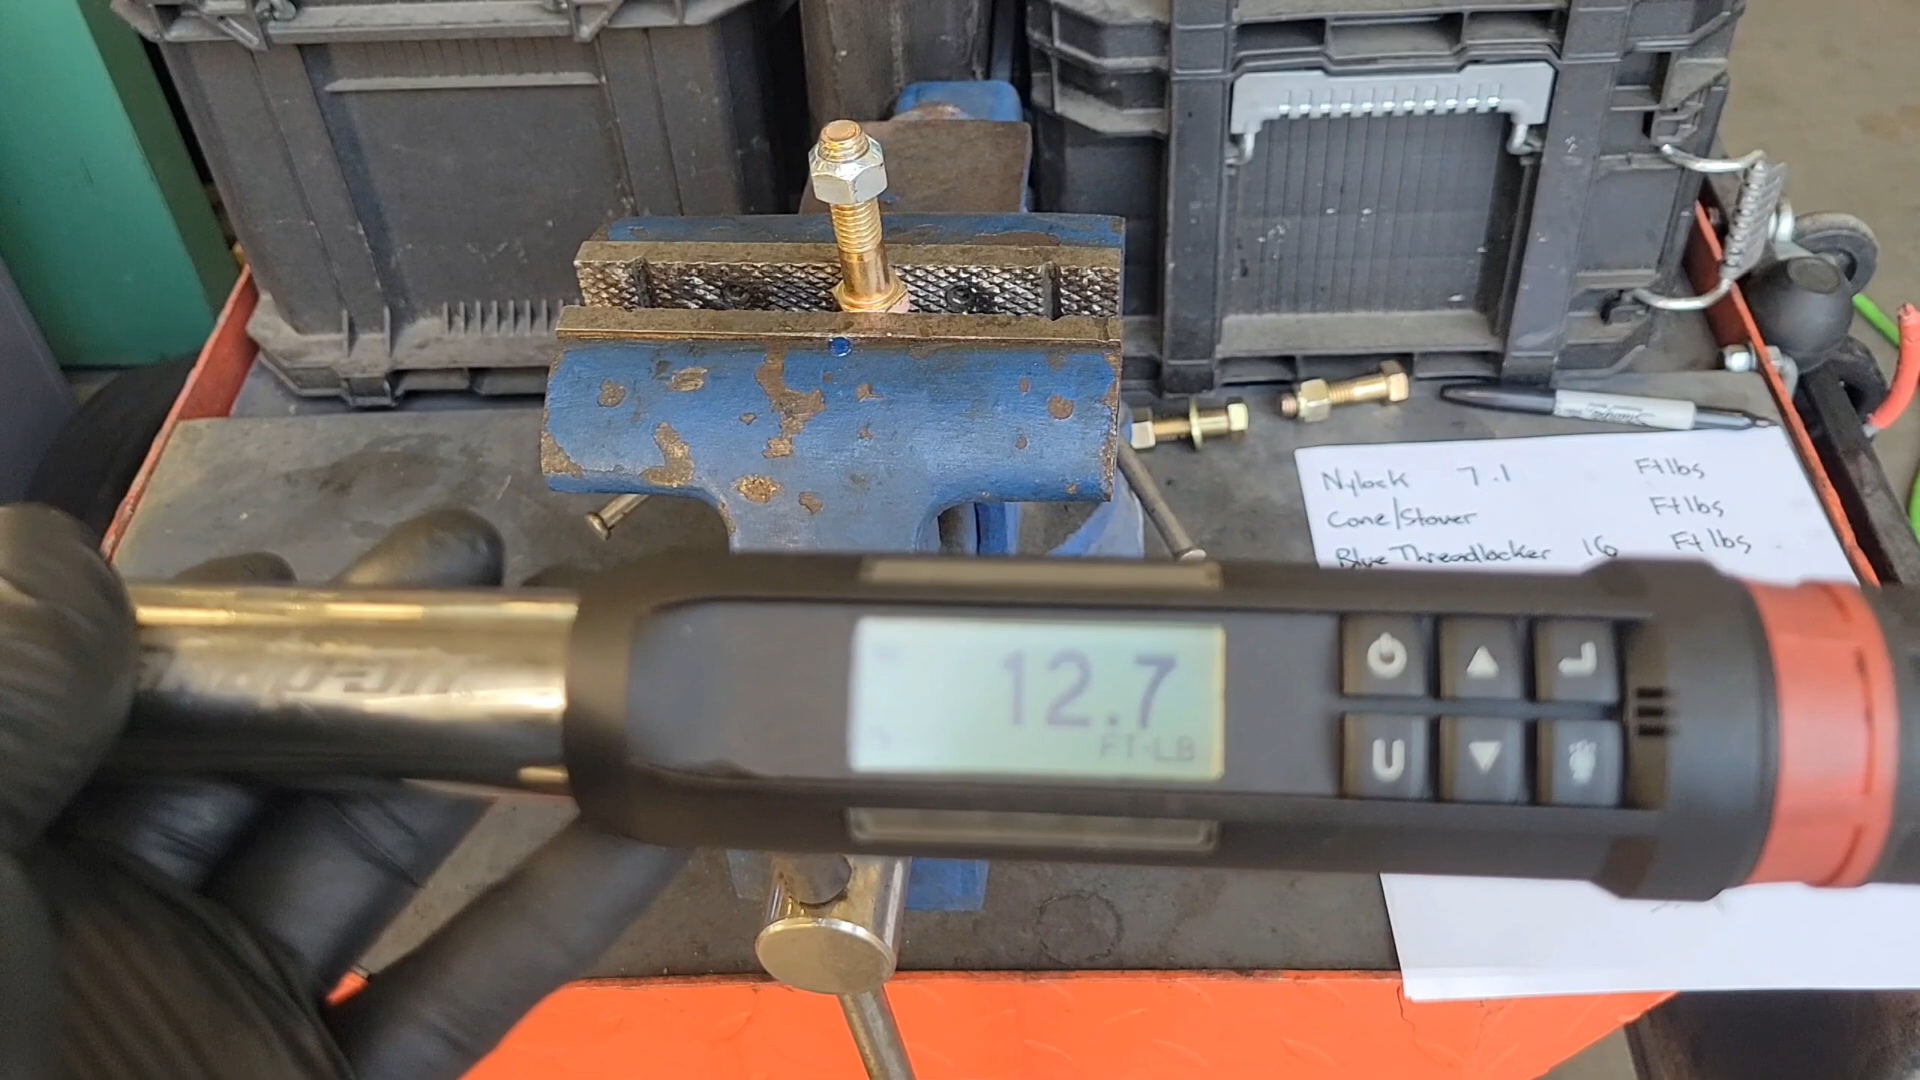 Nylock 7.1 Ftlbs
Cone/Stover Ftlbs
Blue Threadlocker 16 Ftlbs
12.7
FT-LB
U